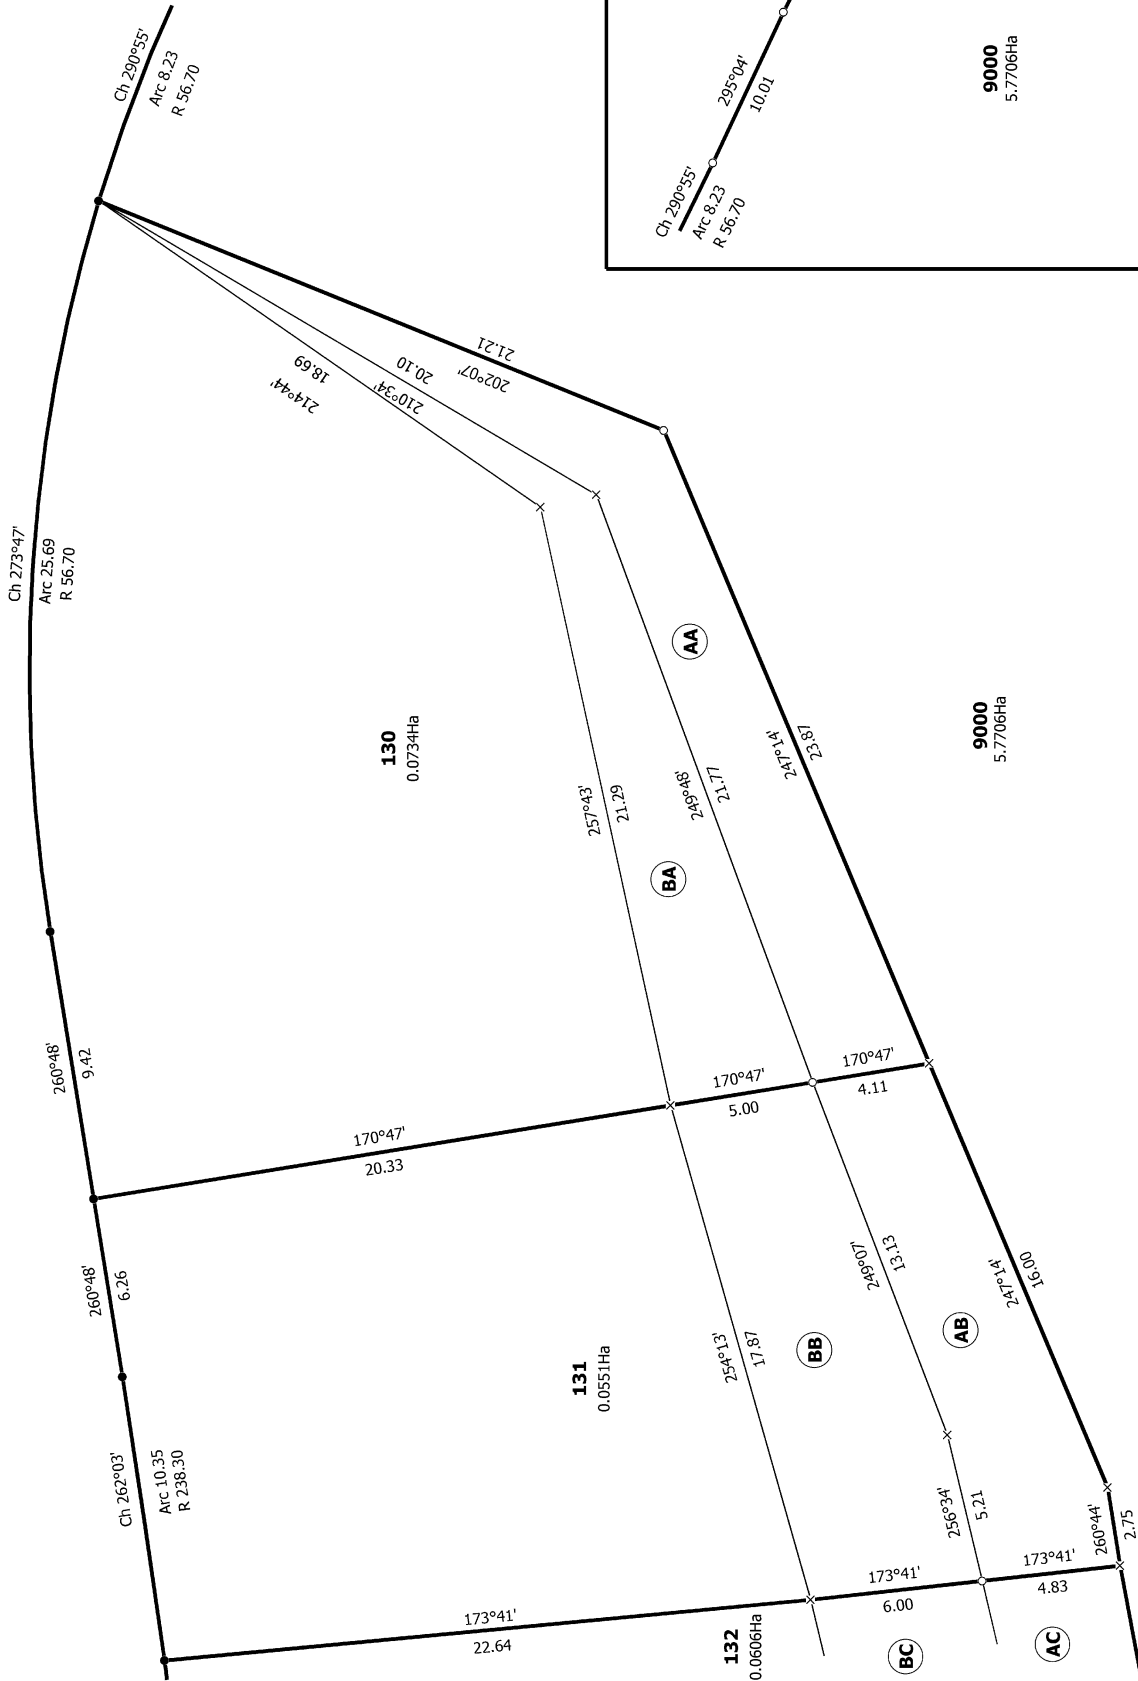 Ch 290°55'
Arc 8.23
R 56.70
295°04'
10.01
9000
5.7706Ha
Ch 290°55'
Arc 8.23
R 56.70
Ch 273°47'
Arc 25.69
R 56.70
214°44'
18.69
210°34'
20.10
202°07'
21.21
130
0.0734Ha
AA
257°43'
21.29
249°48'
21.77
247°14'
23.87
9000
5.7706Ha
BA
260°48'
9.42
170°47'
20.33
170°47'
5.00
170°47'
4.11
260°48'
6.26
249°07'
13.13
247°14'
16.00
131
0.0551Ha
254°13'
17.87
BB
AB
Ch 262°03'
Arc 10.35
R 238.30
256°34'
5.21
260°44'
2.75
173°41'
22.64
173°41'
6.00
173°41'
4.83
132
0.0606Ha
BC
AC